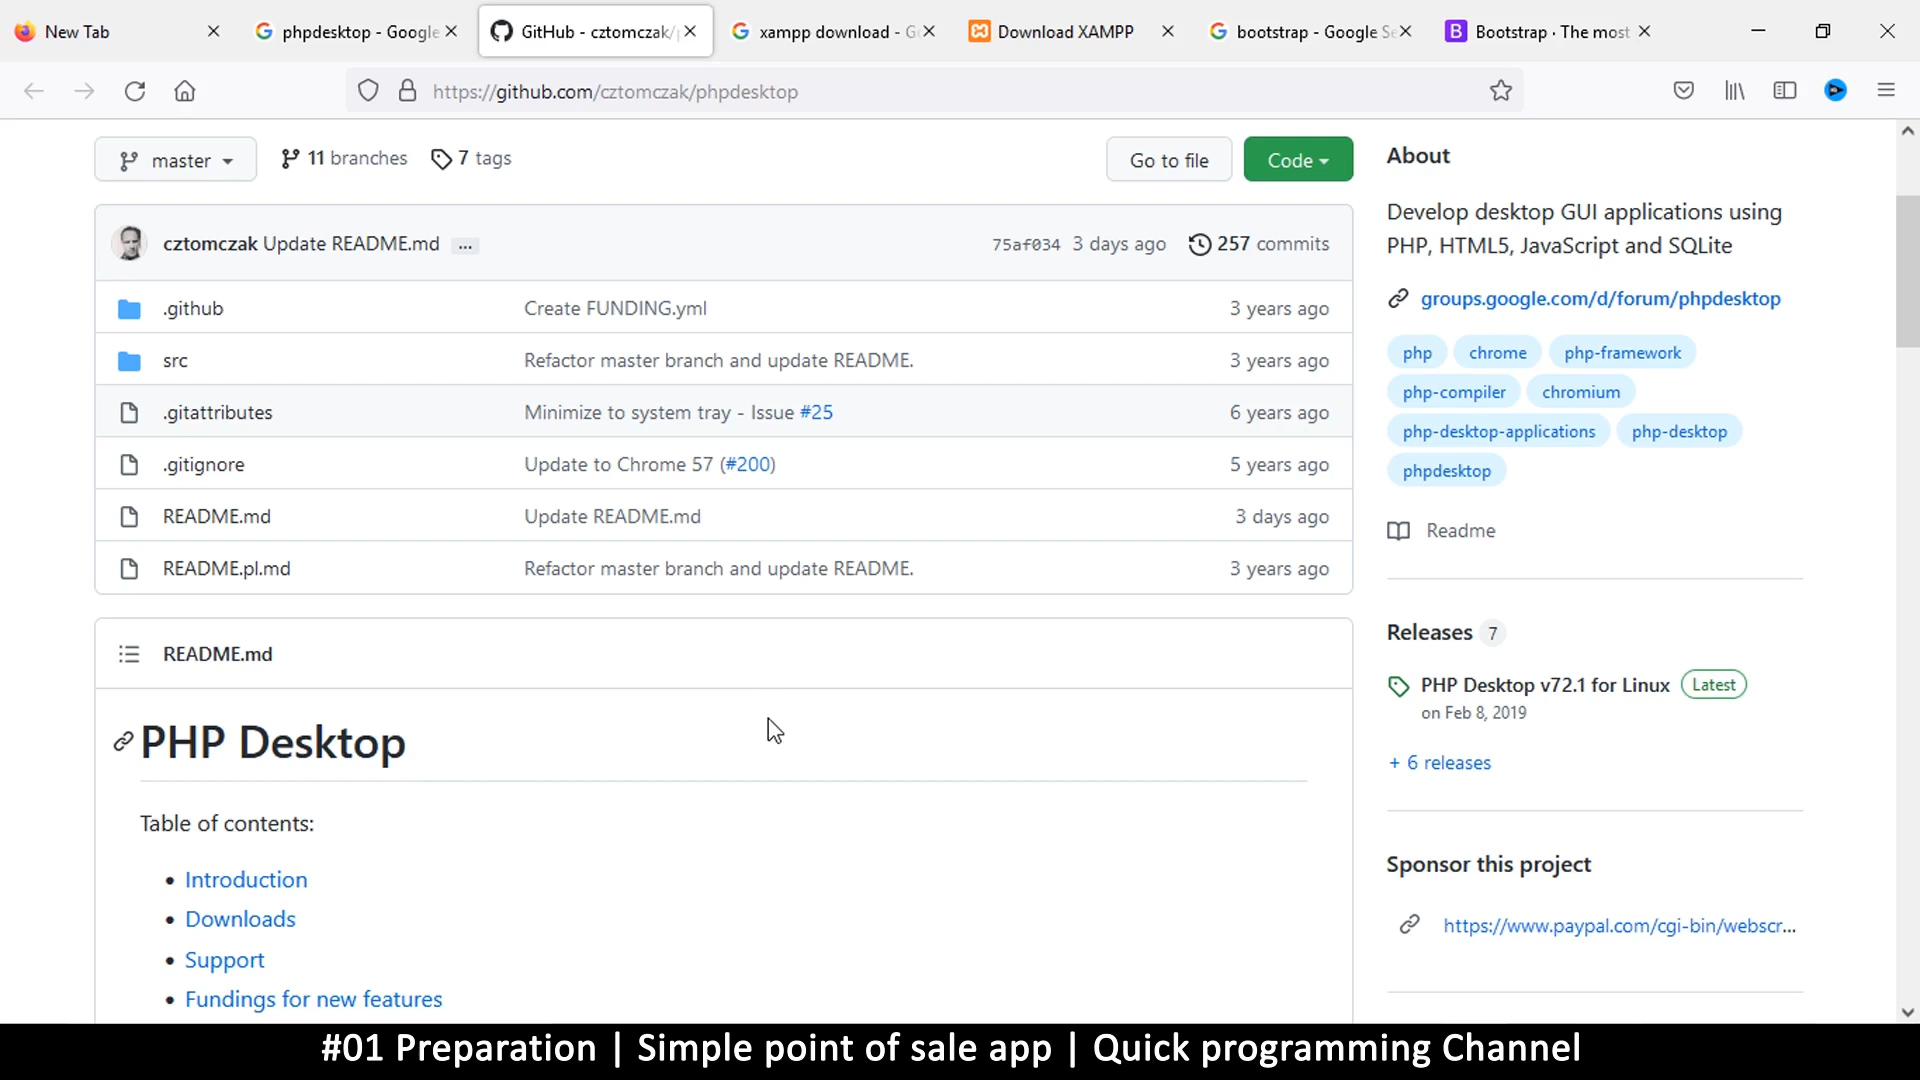 New Tab
phpdesktop - Google
GitHub - cztomczak/
xampp download - G
Download XAMPP
bootstrap - Google Se
Bootstrap · The most
https://github.com/cztomczak/phpdesktop
master
11 branches
7 tags
Go to file
Code
About
Develop desktop GUI applications using
PHP, HTML5, JavaScript and SQLite
groups.google.com/d/forum/phpdesktop
php chrome php-framework
php-compiler chromium
php-desktop-applications php-desktop
phpdesktop
Readme
cztomczak Update README.md ...
75af034 3 days ago 257 commits
.github Create FUNDING.yml 3 years ago
src Refactor master branch and update README. 3 years ago
.gitattributes Minimize to system tray - Issue #25 6 years ago
.gitignore Update to Chrome 57 (#200) 5 years ago
README.md Update README.md 3 days ago
README.pl.md Refactor master branch and update README. 3 years ago
Releases 7
PHP Desktop v72.1 for Linux Latest
on Feb 8, 2019
+ 6 releases
Sponsor this project
https://www.paypal.com/cgi-bin/webscr...
README.md
PHP Desktop
Table of contents:
Introduction
Downloads
Support
Fundings for new features
#01 Preparation | Simple point of sale app | Quick programming Channel